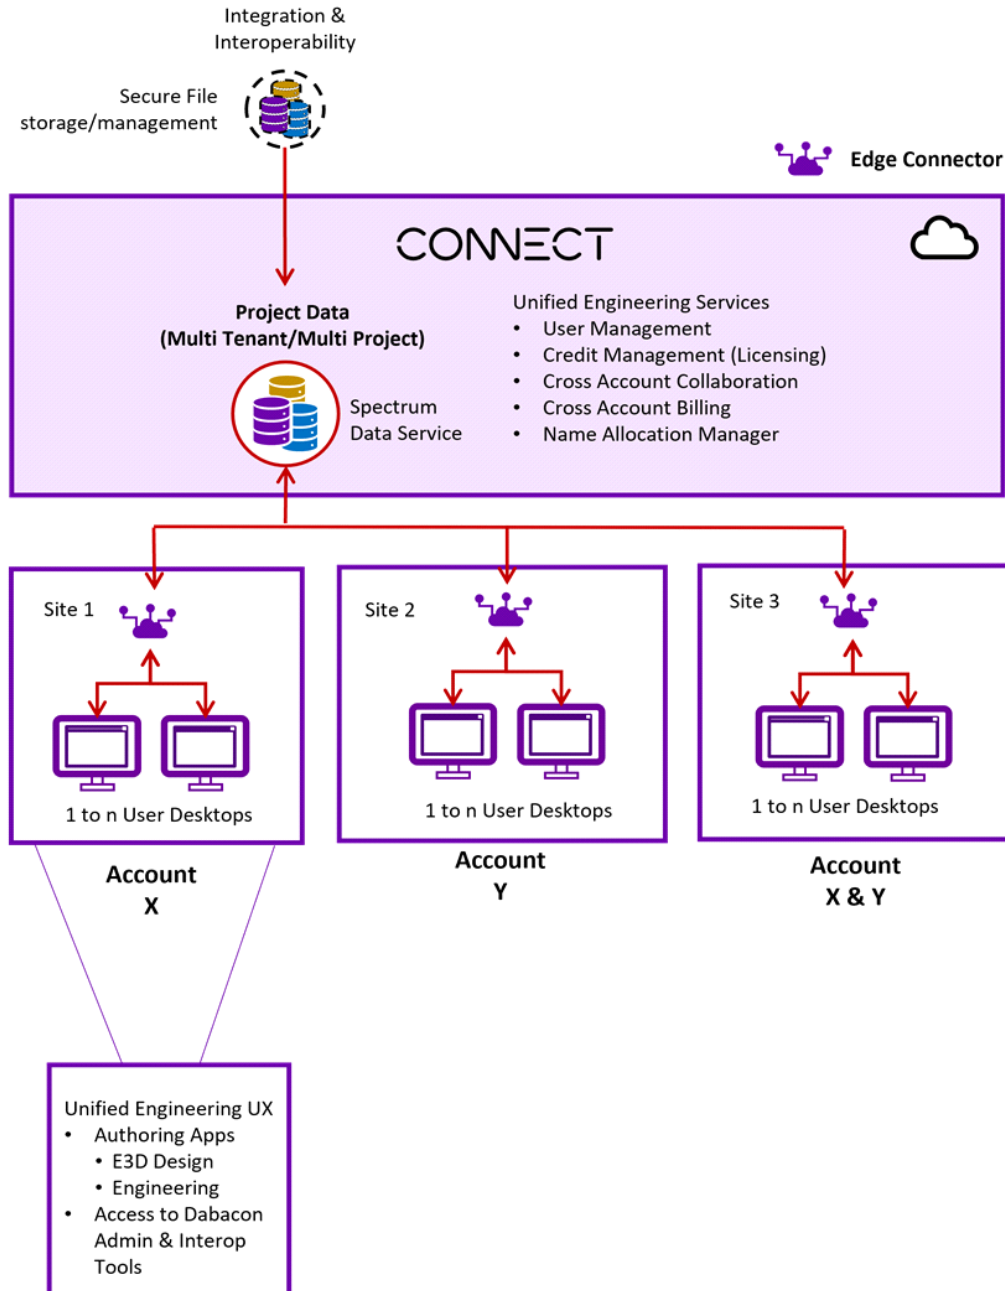 Integration &
Interoperability
Secure File
storage/management
Edge Connector
CONNECT
Project Data
(Multi Tenant/Multi Project)
Spectrum
Data Service
Unified Engineering Services
• User Management
• Credit Management (Licensing)
• Cross Account Collaboration
• Cross Account Billing
• Name Allocation Manager
Site 1
1 to n User Desktops
Account
X
Site 2
1 to n User Desktops
Account
Y
Site 3
1 to n User Desktops
Account
X & Y
Unified Engineering UX
• Authoring Apps
• E3D Design
• Engineering
• Access to Dabacon
Admin & Interop
Tools